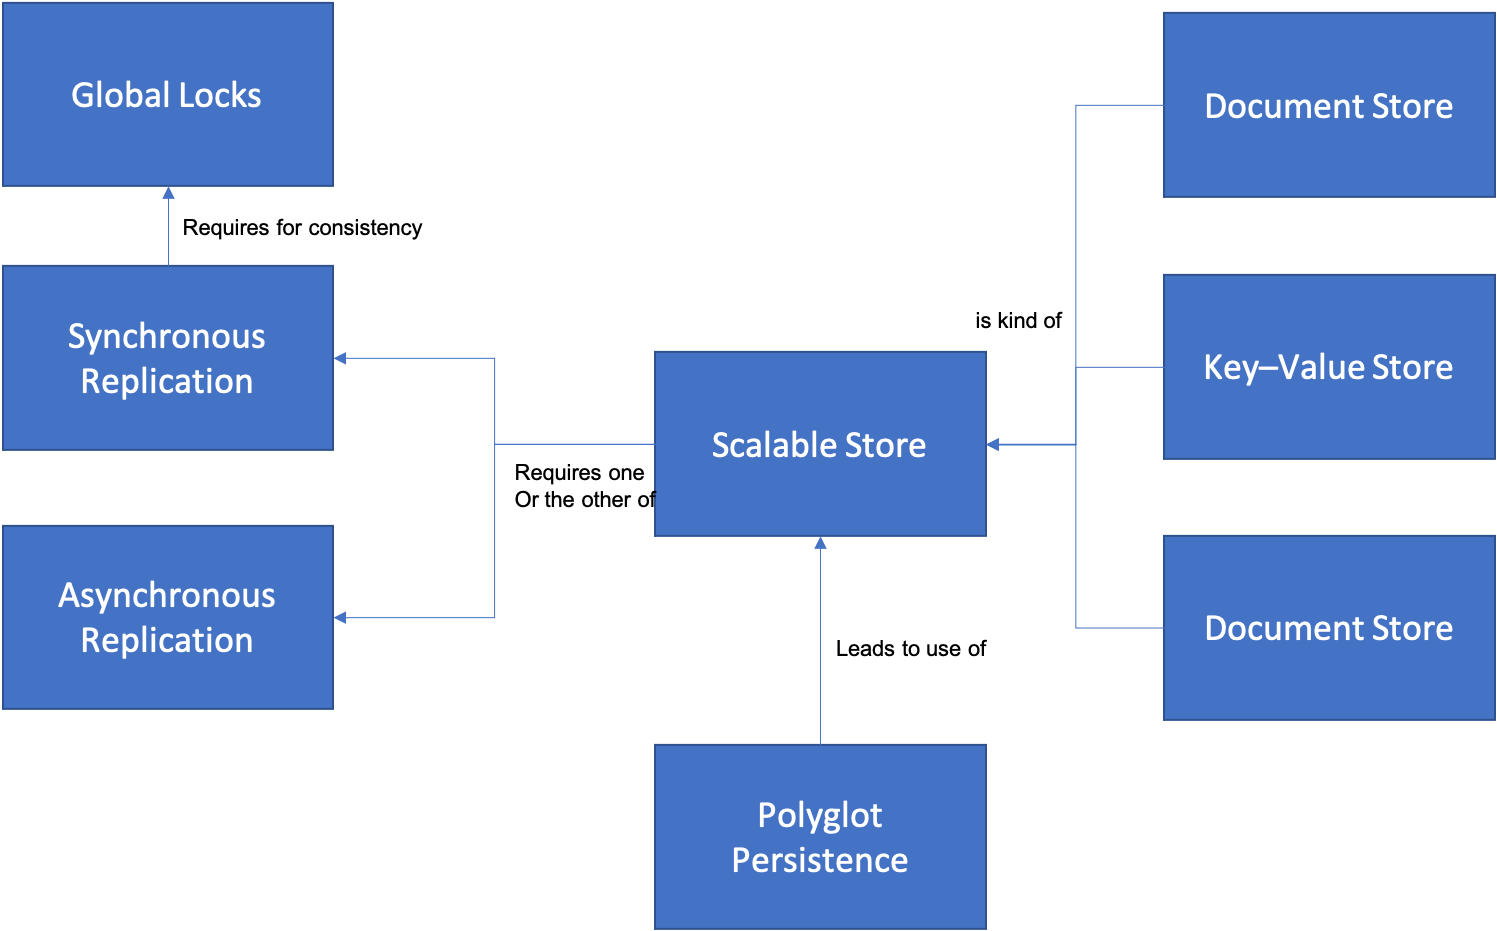 Global Locks
Document Store
Requires for consistency
Synchronous
Replication
is kind of
Key–Value Store
Scalable Store
Requires one
Or the other of
Asynchronous
Replication
Document Store
Leads to use of
Polyglot
Persistence